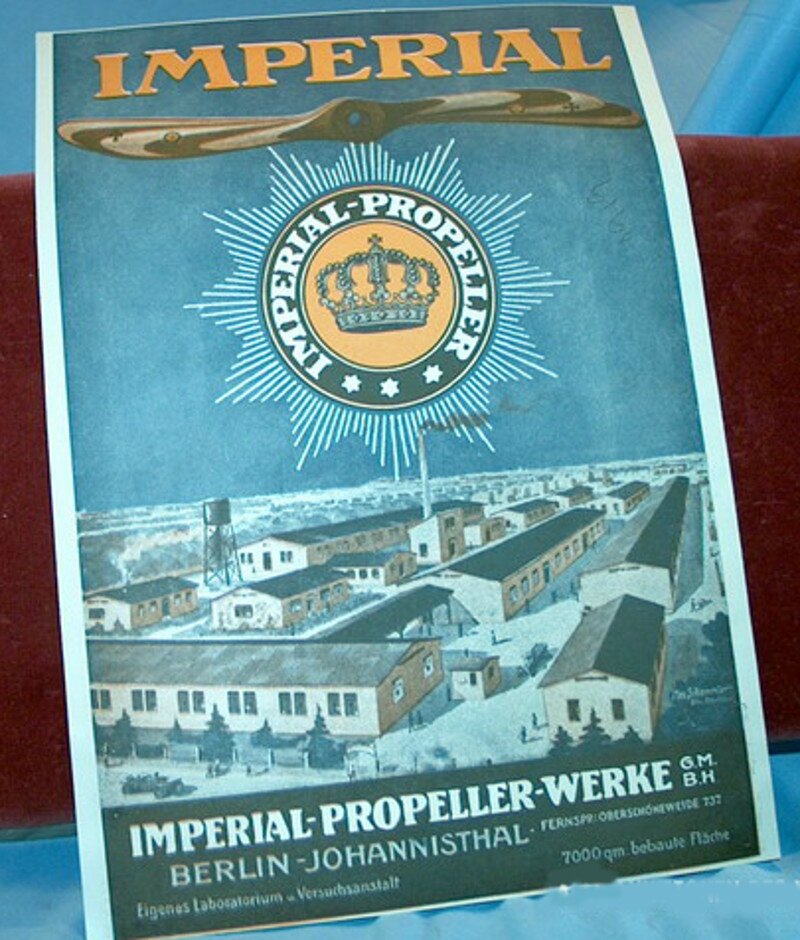 IMPERIAL
IMPERIAL-PROPELLER
IMPERIAL-PROPELLER-WERKE G.M.B.H
BERLIN-JOHANNISTHAL. FERNSPR: OBERSCHÖNEWEIDE 737
Eigenes Laboratorium u. Versuchsanstalt 7000 qm. bebaute Fläche